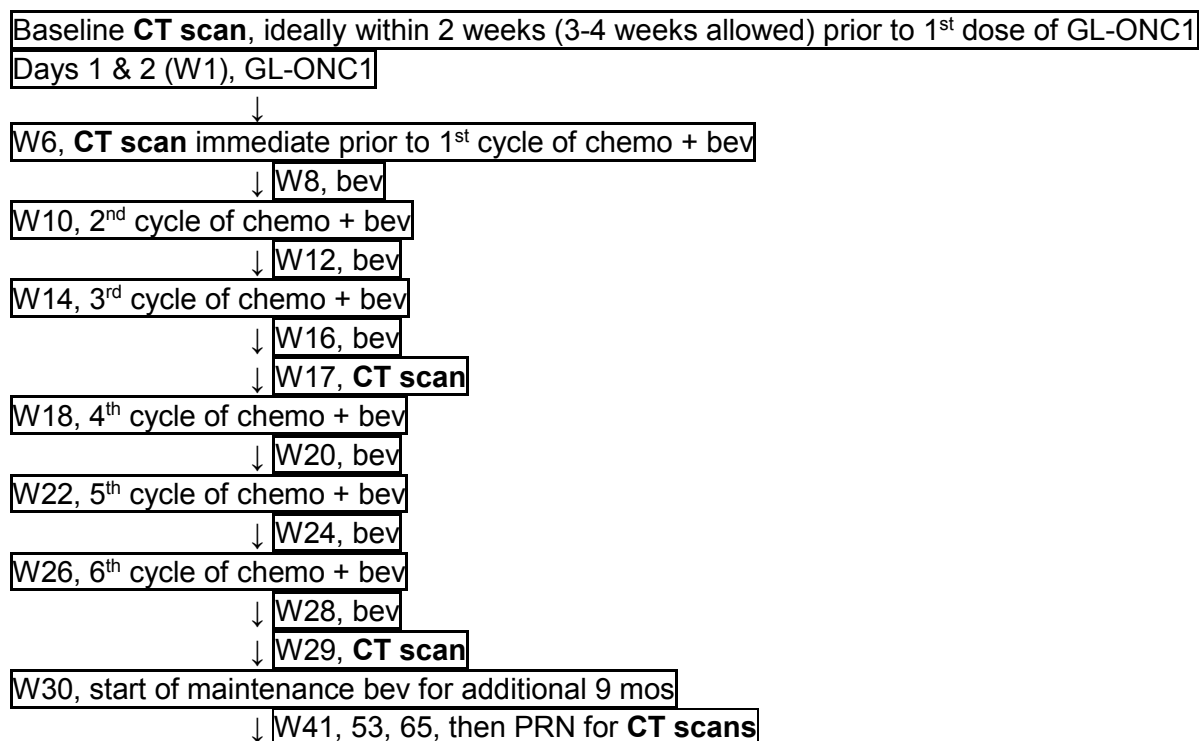 Baseline CT scan, ideally within 2 weeks (3-4 weeks allowed) prior to 1st dose of GL-ONC1
Days 1 & 2 (W1), GL-ONC1
↓
W6, CT scan immediate prior to 1st cycle of chemo + bev
↓ W8, bev
W10, 2nd cycle of chemo + bev
↓ W12, bev
W14, 3rd cycle of chemo + bev
↓ W16, bev
↓ W17, CT scan
W18, 4th cycle of chemo + bev
↓ W20, bev
W22, 5th cycle of chemo + bev
↓ W24, bev
W26, 6th cycle of chemo + bev
↓ W28, bev
↓ W29, CT scan
W30, start of maintenance bev for additional 9 mos
↓ W41, 53, 65, then PRN for CT scans